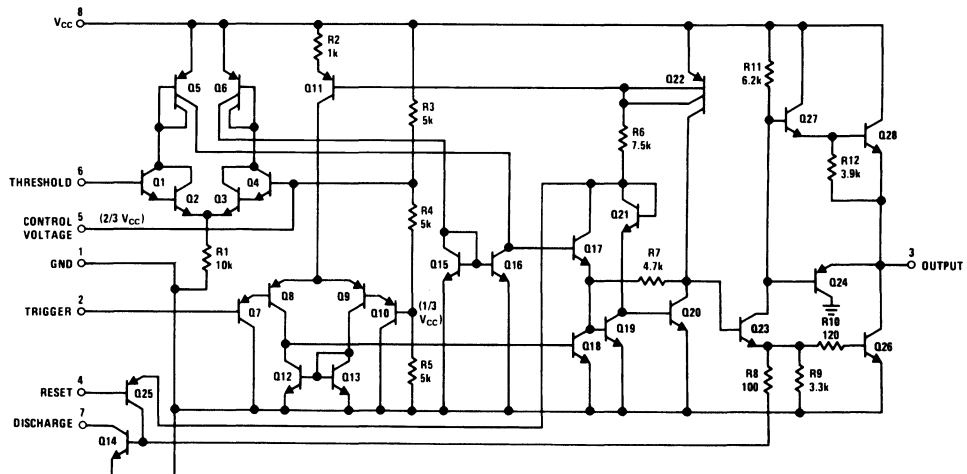 VCC 8
R2
1k
R11
6.2k
Q5
Q6
Q11
Q22
Q27
R3
5k
R6
7.5k
Q28
R12
3.9k
THRESHOLD 6
Q1
Q2
Q3
Q4
CONTROL VOLTAGE 5 (2/3 VCC)
R4
5k
Q21
R1
10k
GND 1
Q15
Q16
Q17
R7
4.7k
3 OUTPUT
Q24
TRIGGER 2
Q7
Q8
Q9
Q10
(1/3 VCC)
Q18
Q19
Q20
Q23
R10
120
Q26
R5
5k
Q12
Q13
R8
100
R9
3.3k
RESET 4
Q25
DISCHARGE 7
Q14